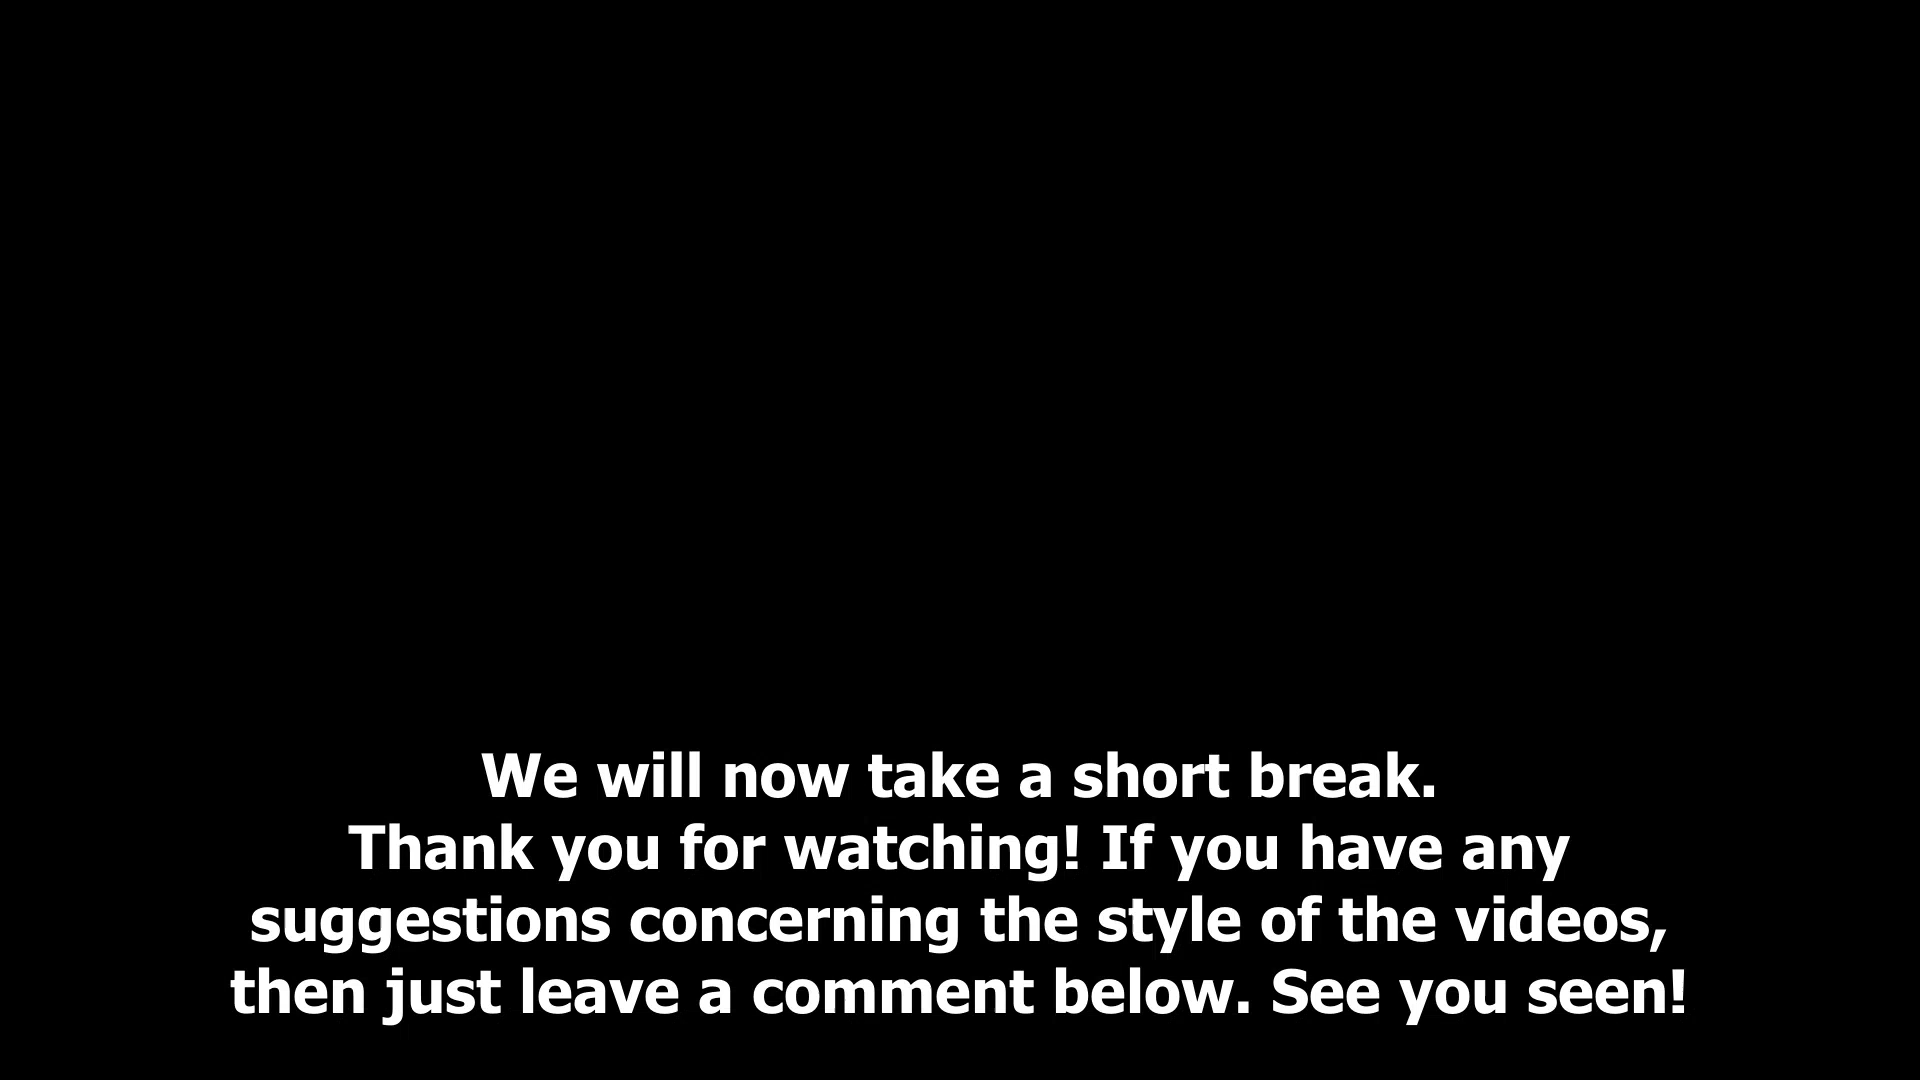 We will now take a short break.
Thank you for watching! If you have any
suggestions concerning the style of the videos,
then just leave a comment below. See you seen!